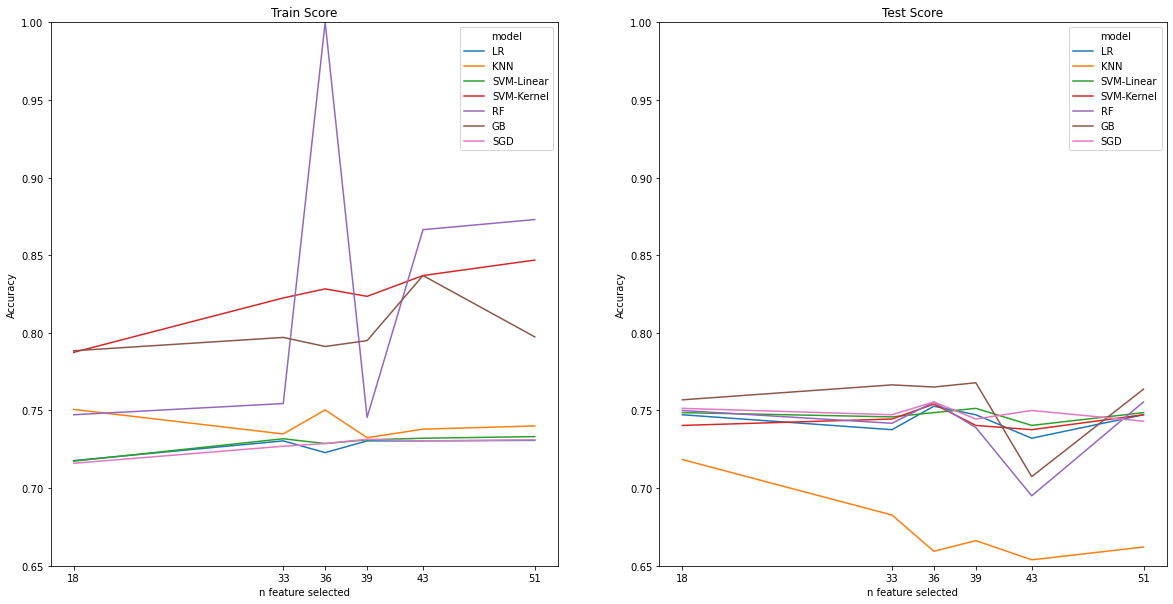 Train Score
Accuracy
1.00
0.95
0.90
0.85
0.80
0.75
0.70
0.65
model
LR
KNN
SVM-Linear
SVM-Kernel
RF
GB
SGD
18 33 36 39 43 51
n feature selected
Test Score
Accuracy
1.00
0.95
0.90
0.85
0.80
0.75
0.70
0.65
model
LR
KNN
SVM-Linear
SVM-Kernel
RF
GB
SGD
18 33 36 39 43 51
n feature selected